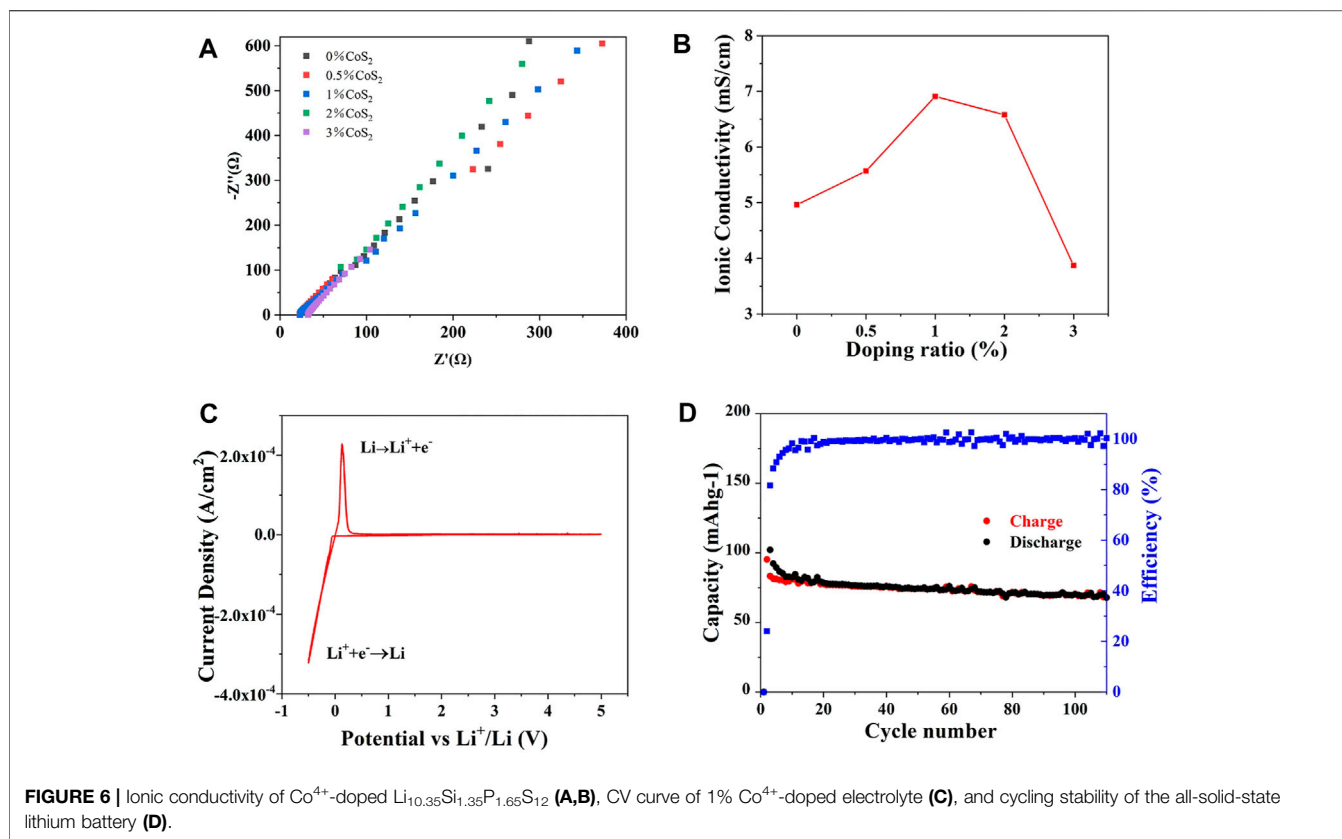 A
600
500
400
300
200
100
0
-Z''(Ω)
0%CoS₂
0.5%CoS₂
1%CoS₂
2%CoS₂
3%CoS₂
0 100 200 300 400
Z'(Ω)
B
8
7
6
5
4
3
Ionic Conductivity (mS/cm)
0 0.5 1 2 3
Doping ratio (%)
C
2.0x10⁻⁴
0.0
-2.0x10⁻⁴
-4.0x10⁻⁴
Current Density (A/cm²)
Li→Li⁺+e⁻
Li⁺+e⁻→Li
-1 0 1 2 3 4 5
Potential vs Li⁺/Li (V)
D
200
150
100
50
0
Capacity (mAhg-1)
Charge
Discharge
100
80
60
40
20
0
Efficiency (%)
0 20 40 60 80 100
Cycle number
FIGURE 6 | Ionic conductivity of Co⁴⁺-doped Li₁₀.₃₅Si₁.₃₅P₁.₆₅S₁₂ (A,B), CV curve of 1% Co⁴⁺-doped electrolyte (C), and cycling stability of the all-solid-state
lithium battery (D).